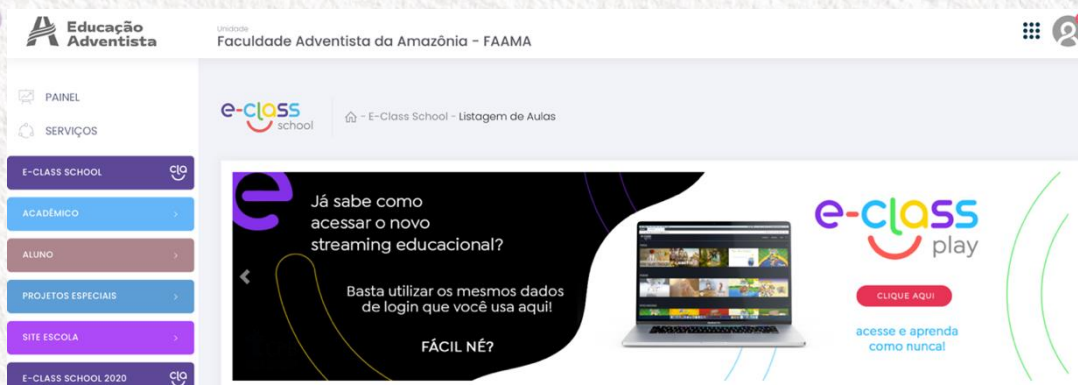 Educação
Adventista
Unidade
Faculdade Adventista da Amazônia - FAAMA
PAINEL
SERVIÇOS
E-CLASS SCHOOL
cla
ACADÊMICO
ALUNO
PROJETOS ESPECIAIS
SITE ESCOLA
E-CLASS SCHOOL 2020
cla
e-class
school
- E-Class School - Listagem de Aulas
e
Já sabe como
acessar o novo
streaming educacional?
Basta utilizar os mesmos dados
de login que você usa aqui!
FÁCIL NÉ?
e-class
play
CLIQUE AQUI
acesse e aprenda
como nunca!